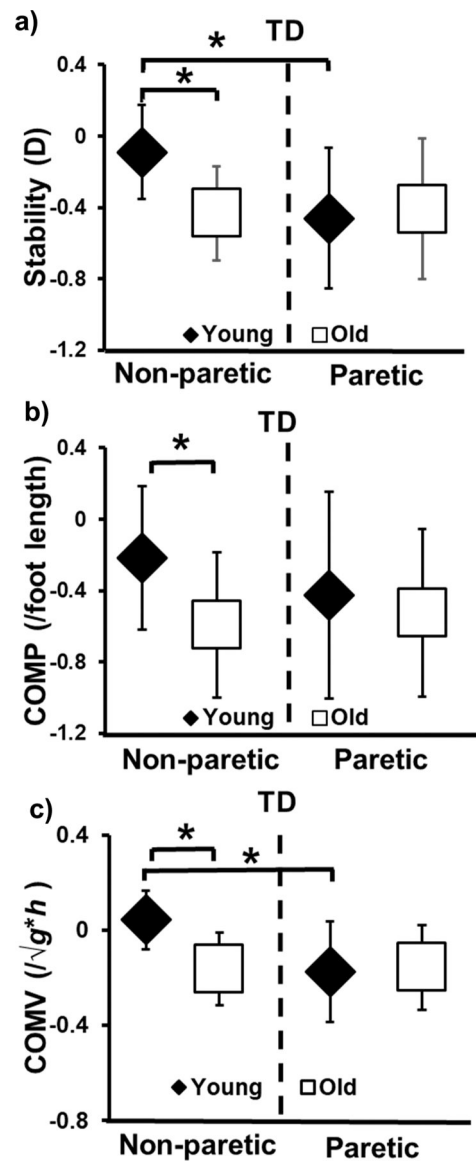 a)
TD
*
*
0.4
0
-0.4
-0.8
-1.2
Stability (D)
◆Young □Old
Non-paretic Paretic
b)
TD
*
0.4
0
-0.4
-0.8
-1.2
COMP (/foot length)
◆Young □Old
Non-paretic Paretic
c)
TD
*
*
0.4
0
-0.4
-0.8
COMV (/√g*h )
◆Young □Old
Non-paretic Paretic